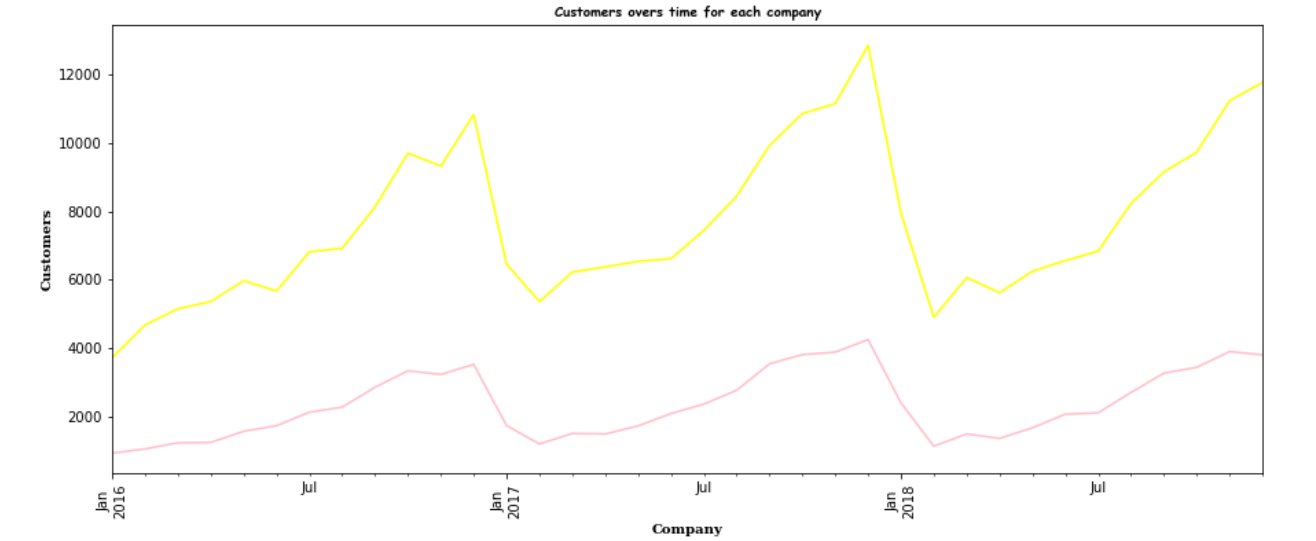 Customers overs time for each company
12000
10000
8000
6000
4000
2000
Customers
Jan
2016
Jul
Jan
2017
Jul
Jan
2018
Jul
Company